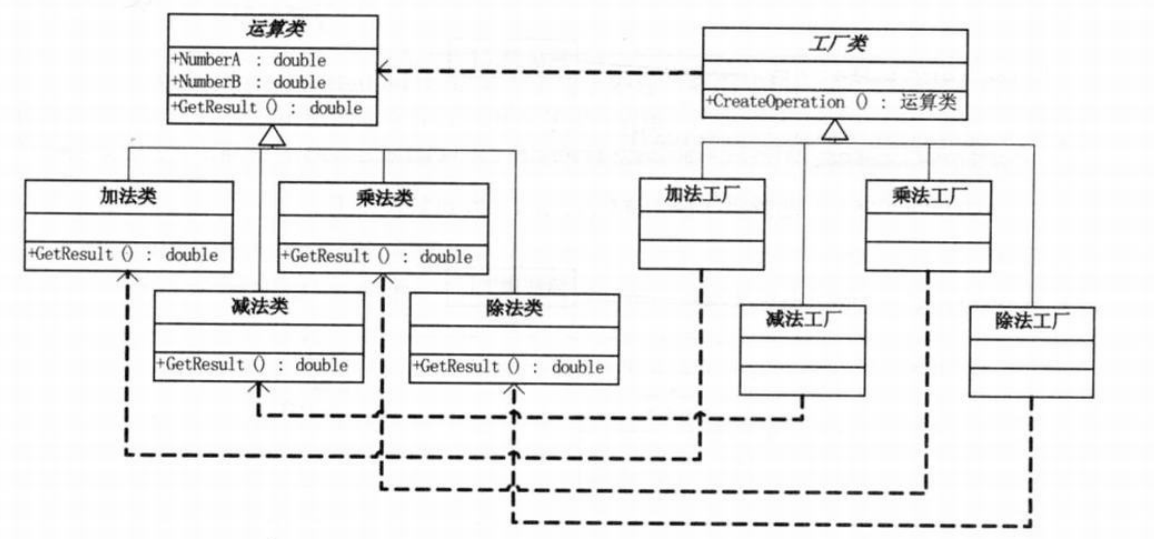 运算类
+NumberA : double
+NumberB : double
+GetResult () : double
工厂类
+CreateOperation () : 运算类
加法类
+GetResult () : double
乘法类
+GetResult () : double
加法工厂
乘法工厂
减法类
+GetResult () : double
除法类
+GetResult () : double
减法工厂
除法工厂